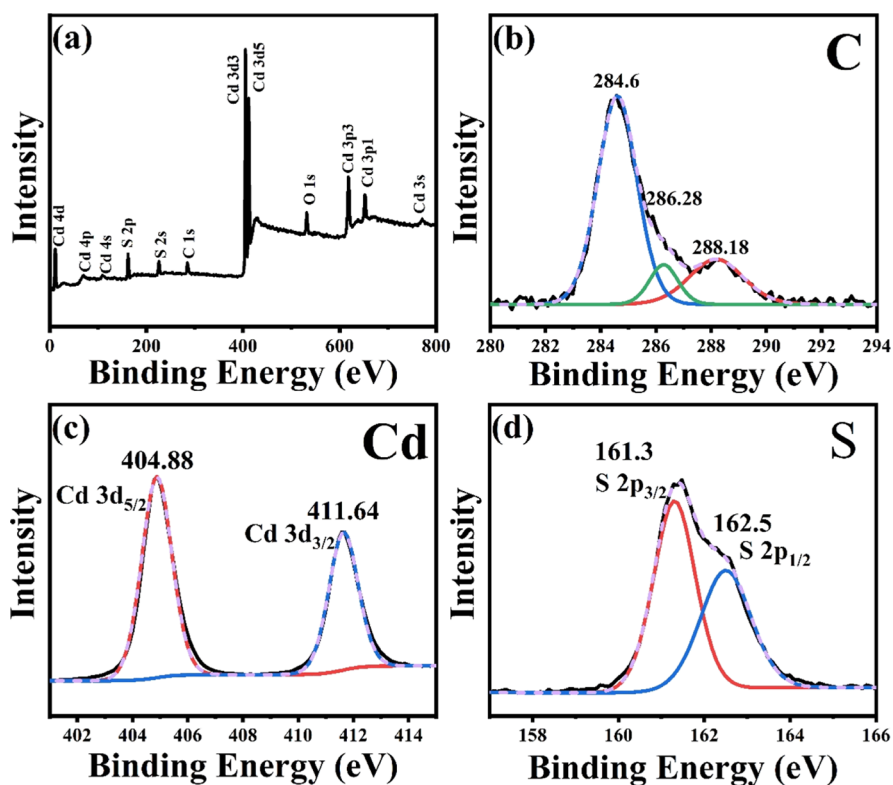 (a)
Intensity
Cd 4d
Cd 4p
Cd 4s
S 2p
S 2s
C 1s
Cd 3d3
Cd 3d5
O 1s
Cd 3p3
Cd 3p1
Cd 3s
0 200 400 600 800
Binding Energy (eV)
(b)
C
Intensity
284.6
286.28
288.18
280 282 284 286 288 290 292 294
Binding Energy (eV)
(c)
Cd
Intensity
404.88
Cd 3d5/2
411.64
Cd 3d3/2
402 404 406 408 410 412 414
Binding Energy (eV)
(d)
S
Intensity
161.3
S 2p3/2
162.5
S 2p1/2
158 160 162 164 166
Binding Energy (eV)